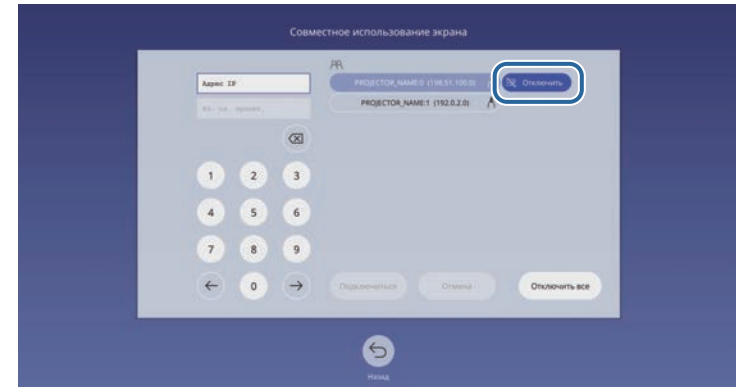 Совместное использование экрана
Адрес IP
PROJECTOR_NAME:0 (198.51.100.0)
Отключить
PROJECTOR_NAME:1 (192.0.2.0)
1 2 3
4 5 6
7 8 9
0
Подключиться
Отмена
Отключить все
Назад